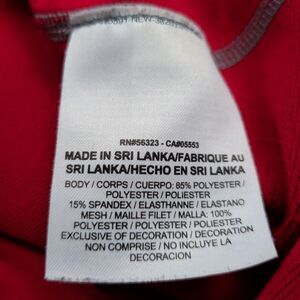 RN#56323 - CA#05553
MADE IN SRI LANKA/FABRIQUE AU
SRI LANKA/HECHO EN SRI LANKA
BODY / CORPS / CUERPO: 85% POLYESTER /
POLYESTER / POLIESTER
15% SPANDEX / ELASTHANNE / ELASTANO
MESH / MAILLE FILET / MALLA: 100%
POLYESTER / POLYESTER / POLIESTER
EXCLUSIVE OF DECORATION / DECORATION
NON COMPRISE / NO INCLUYE LA
DECORACION